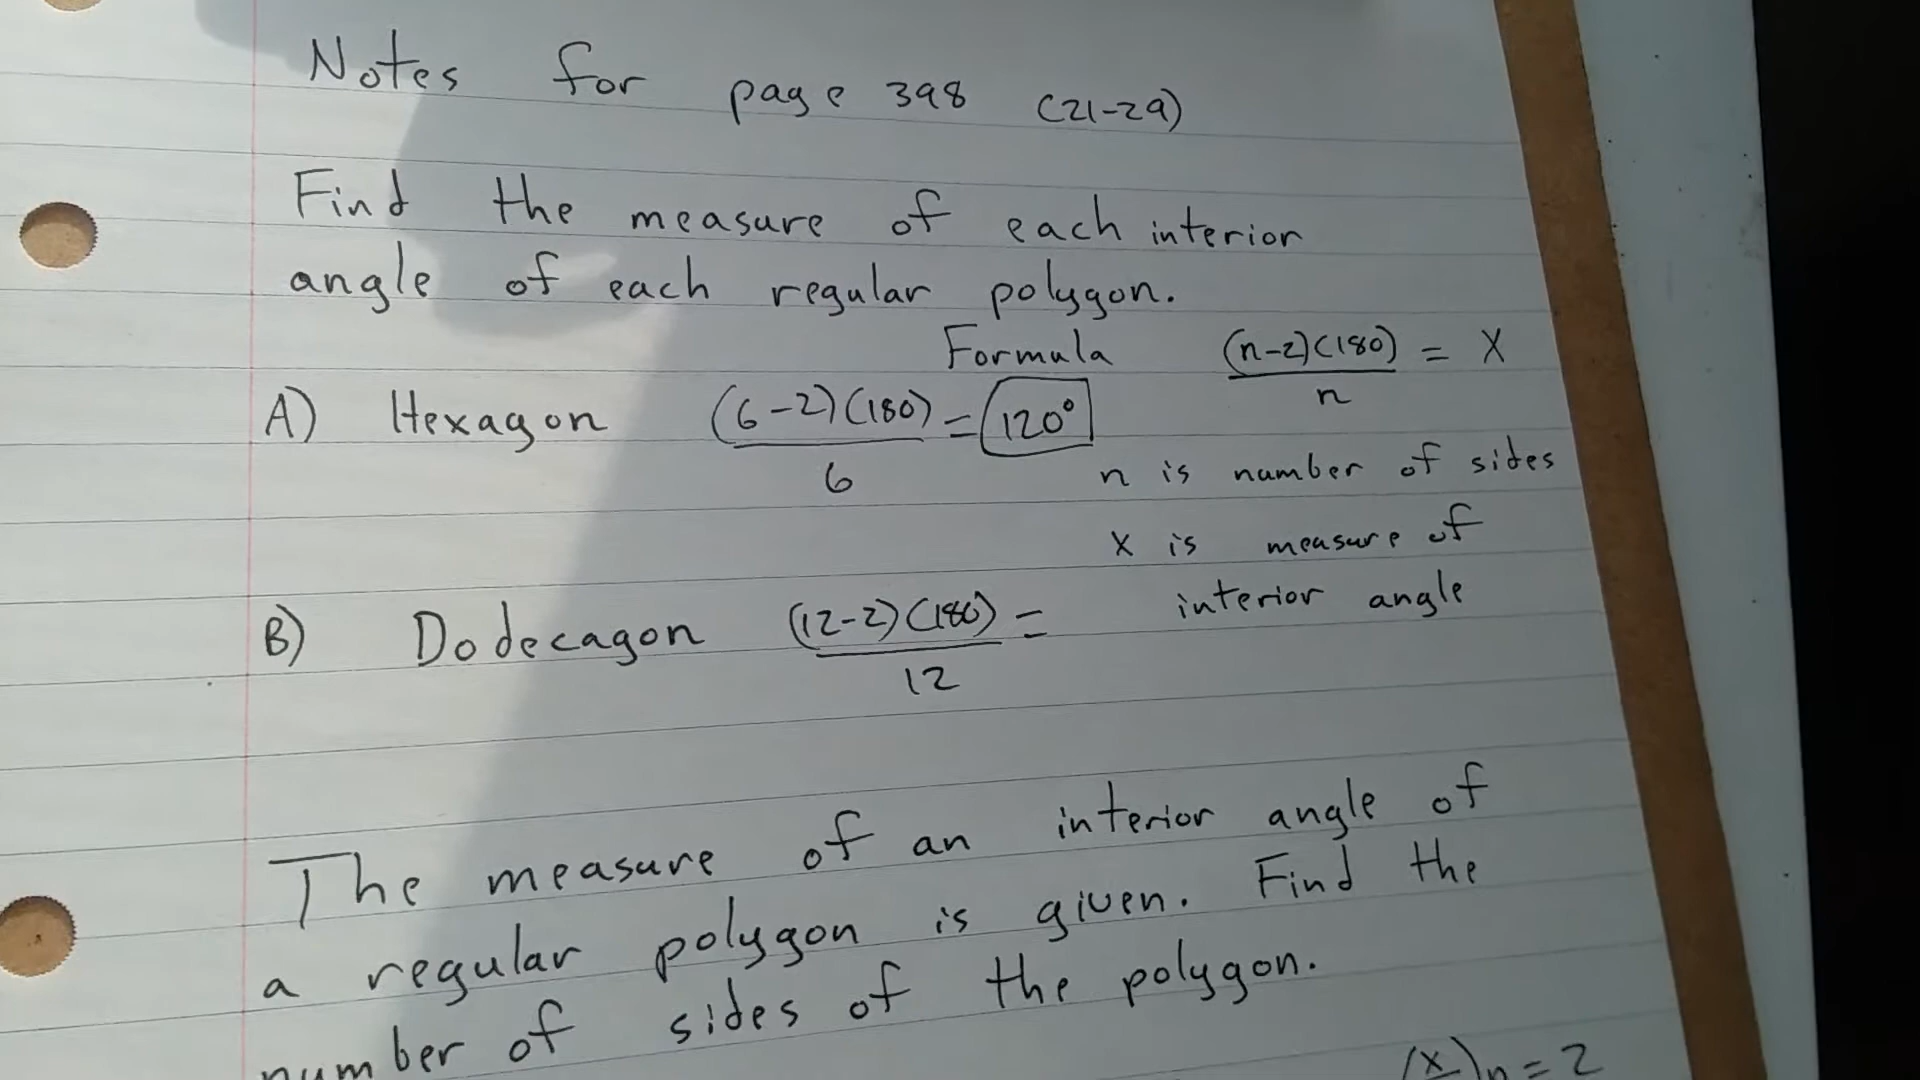 Notes for page 398 (21-29)
Find the measure of each interior
angle of each regular polygon.
Formula (n-2)(180)/n = X
A) Hexagon (6-2)(180)/6 = 120°
n is number of sides
X is measure of
interior angle
B) Dodecagon (12-2)(180)/12 =
The measure of an interior angle of
a regular polygon is given. Find the
number of sides of the polygon.